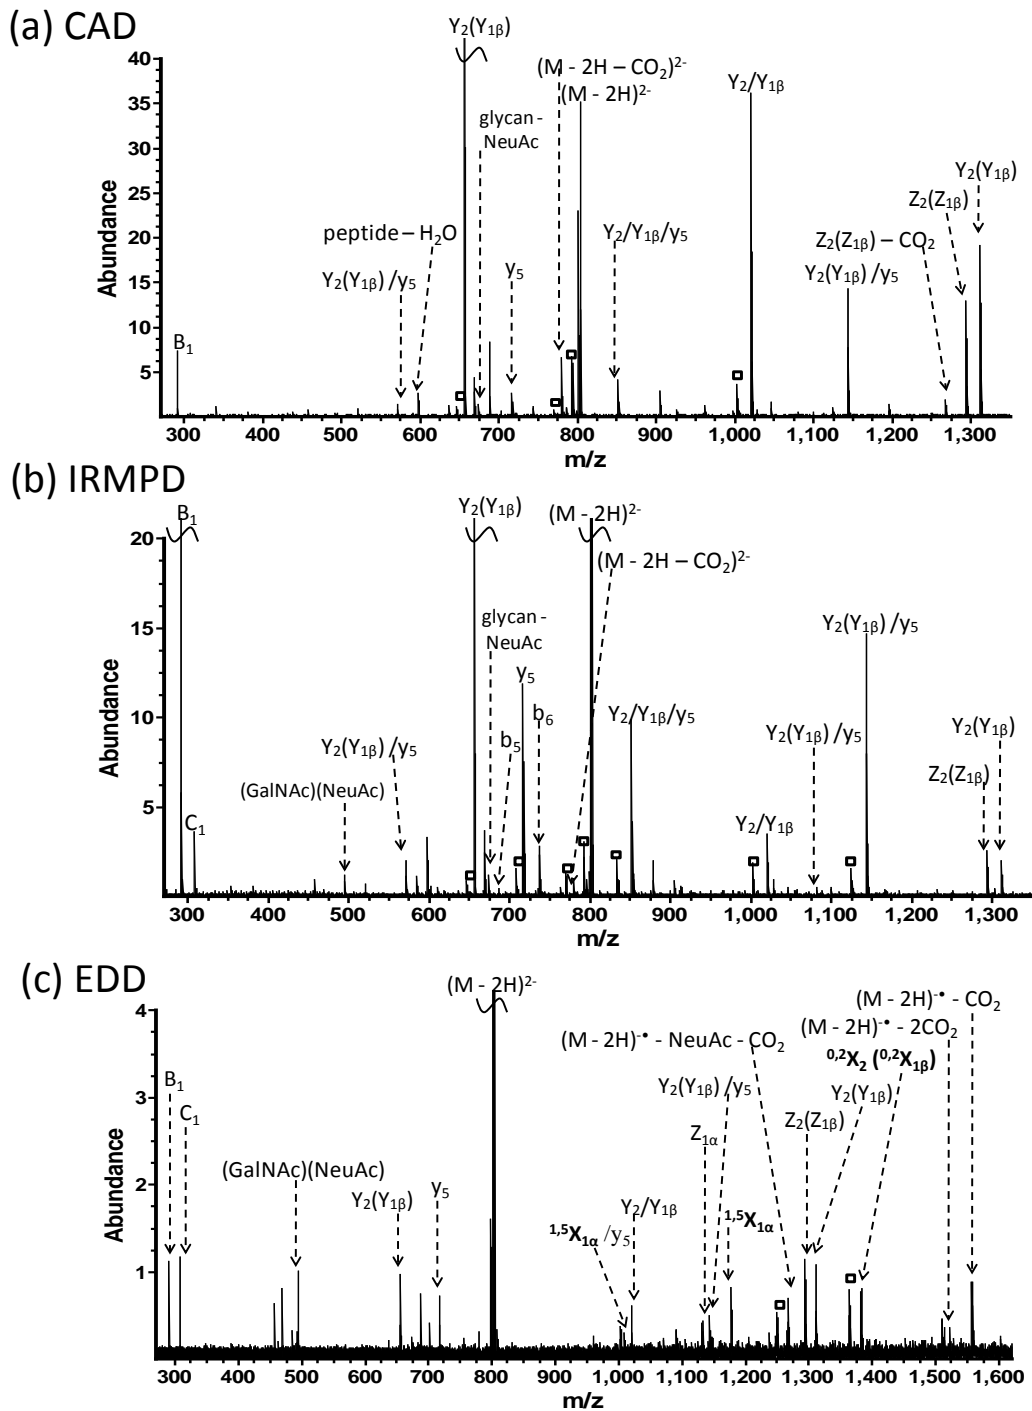 (a) CAD
Y2(Y1β)
(M - 2H – CO2)2-
(M - 2H)2-
Y2/Y1β
glycan -
NeuAc
Y2(Y1β)
Z2(Z1β)
peptide – H2O
Y2/Y1β/y5
Z2(Z1β) – CO2
Y2(Y1β) /y5
y5
Y2(Y1β) /y5
B1
Abundance
40
35
30
25
20
15
10
5
300 400 500 600 700 800 900 1,000 1,100 1,200 1,300
m/z
(b) IRMPD
B1
Y2(Y1β)
(M - 2H)2-
(M - 2H – CO2)2-
glycan -
NeuAc
Y2(Y1β) /y5
y5
b6
Y2/Y1β/y5
Y2(Y1β) /y5
b5
Y2(Y1β) /y5
Y2(Y1β)
(GalNAc)(NeuAc)
Z2(Z1β)
C1
Y2/Y1β
Abundance
20
15
10
5
300 400 500 600 700 800 900 1,000 1,100 1,200 1,300
m/z
(c) EDD
(M - 2H)2-
(M - 2H)-• - CO2
(M - 2H)-• - 2CO2
(M - 2H)-• - NeuAc - CO2
0,2X2 (0,2X1β)
B1
Y2(Y1β) /y5
Y2(Y1β)
C1
Z2(Z1β)
Z1α
(GalNAc)(NeuAc)
Y2(Y1β)
y5
Y2/Y1β
1,5X1α /y5
1,5X1α
Abundance
4
3
2
1
300 400 500 600 700 800 900 1,000 1,100 1,200 1,300 1,400 1,500 1,600
m/z